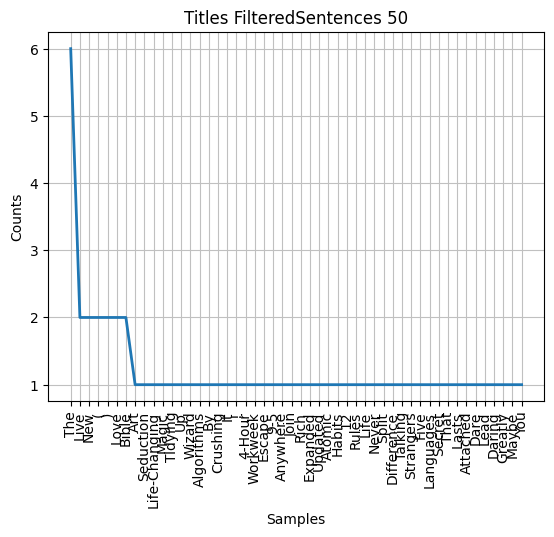 Titles FilteredSentences 50
6
5
4
3
2
1
Counts
The
Live
New
(
)
Love
Bible
Art
Seduction
Life-Changing
Magic
Tidying
Up
Wizard
Algorithms
By
Crushing
It
!
4-Hour
Workweek
Escape
9-5
Anywhere
Join
Rich
Expanded
Updated
Atomic
Habits
12
Rules
Life
Never
Split
Difference
Talking
Strangers
Five
Languages
Secret
That
Lasts
Attached
Dare
Lead
Daring
Greatly
Maybe
You
Samples